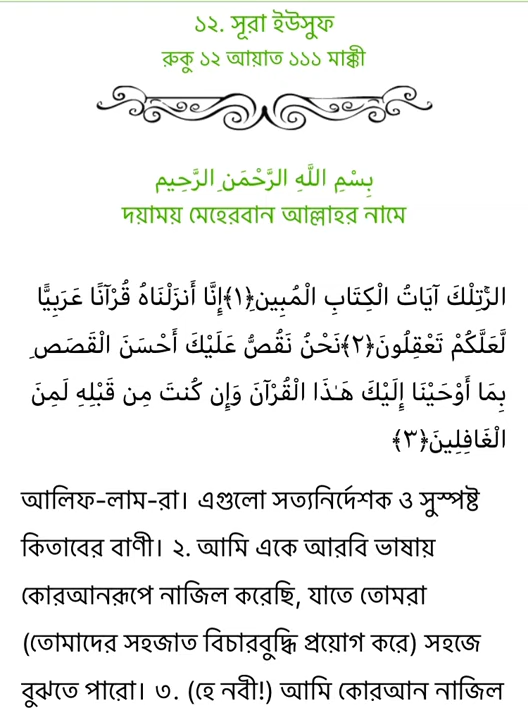 ১২. সূরা ইউসুফ
রুকু ১২ আয়াত ১১১ মাক্কী
بِسْمِ اللَّهِ الرَّحْمَنِ الرَّحِيمِ
দয়াময় মেহেরবান আল্লাহর নামে
الرَّتِلْكَ آيَاتُ الْكِتَابِ الْمُبِينِ﴿١﴾إِنَّا أَنزَلْنَاهُ قُرْآنًا عَرَبِيًّا
لَّعَلَّكُمْ تَعْقِلُونَ﴿٢﴾نَحْنُ نَقُصُّ عَلَيْكَ أَحْسَنَ الْقَصَصِ
بِمَا أَوْحَيْنَا إِلَيْكَ هَـٰذَا الْقُرْآنَ وَإِن كُنتَ مِن قَبْلِهِ لَمِنَ
الْغَافِلِينَ﴿٣﴾
আলিফ-লাম-রা। এগুলো সত্যনির্দেশক ও সুস্পষ্ট
কিতাবের বাণী। ২. আমি একে আরবি ভাষায়
কোরআনরূপে নাজিল করেছি, যাতে তোমরা
(তোমাদের সহজাত বিচারবুদ্ধি প্রয়োগ করে) সহজে
বুঝতে পারো। ৩. (হে নবী!) আমি কোরআন নাজিল